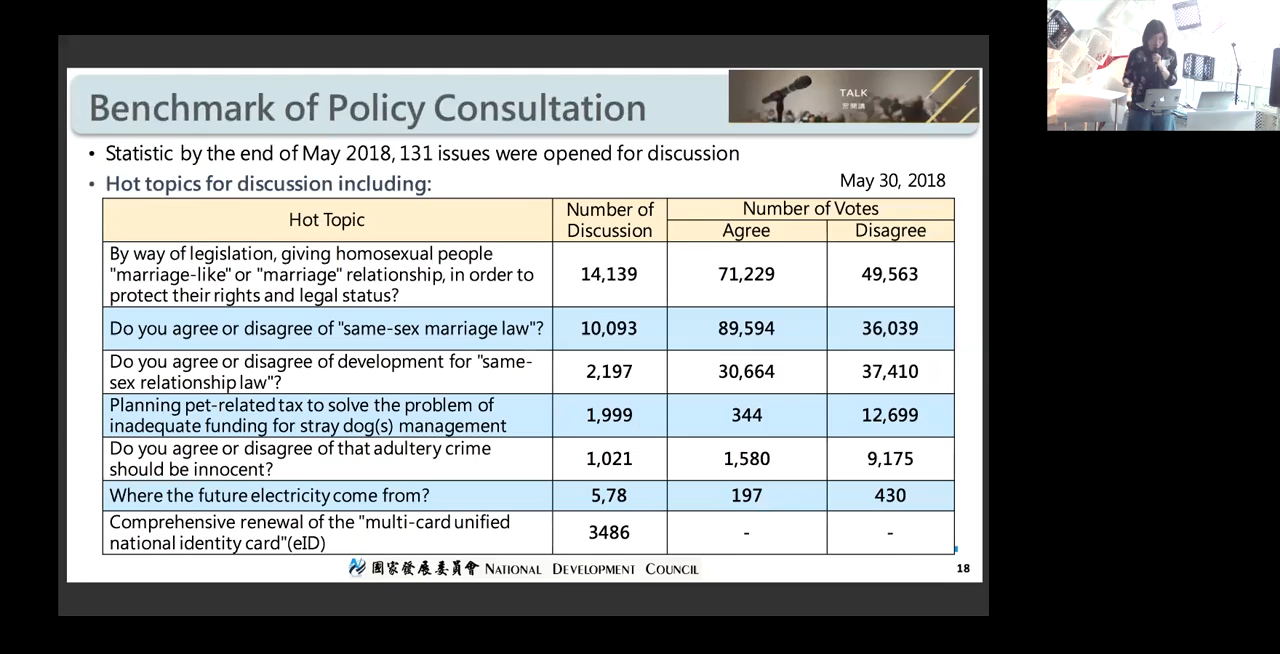 Benchmark of Policy Consultation
TALK
• Statistic by the end of May 2018, 131 issues were opened for discussion
• Hot topics for discussion including:
May 30, 2018
Hot Topic
Number of
Discussion
Number of Votes
Agree
Disagree
By way of legislation, giving homosexual people
"marriage-like" or "marriage" relationship, in order to
protect their rights and legal status?
14,139
71,229
49,563
Do you agree or disagree of "same-sex marriage law"?
10,093
89,594
36,039
Do you agree or disagree of development for "same-
sex relationship law"?
2,197
30,664
37,410
Planning pet-related tax to solve the problem of
inadequate funding for stray dog(s) management
1,999
344
12,699
Do you agree or disagree of that adultery crime
should be innocent?
1,021
1,580
9,175
Where the future electricity come from?
5,78
197
430
Comprehensive renewal of the "multi-card unified
national identity card"(eID)
3486
-
-
國家發展委員會 NATIONAL DEVELOPMENT COUNCIL
18